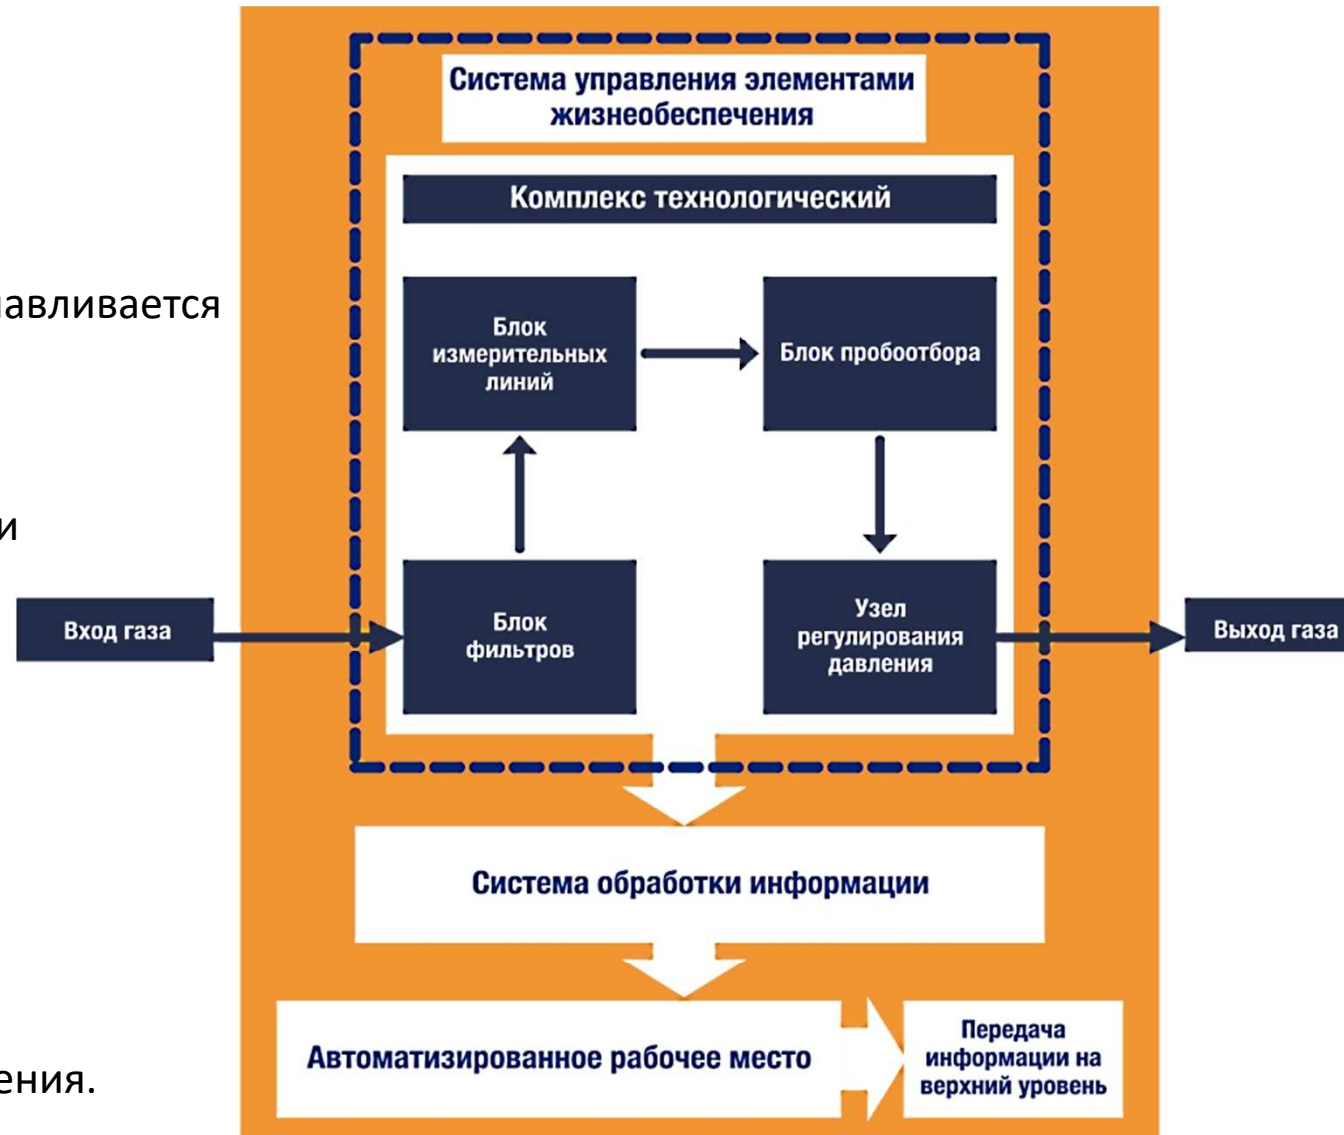 Система управления элементами
жизнеобеспечения
Комплекс технологический
авливается
Блок
измерительных
линий
Блок пробоотбора
и
Вход газа
Блок
фильтров
Узел
регулирования
давления
Выход газа
Система обработки информации
Автоматизированное рабочее место
Передача
информации на
верхний уровень
ения.